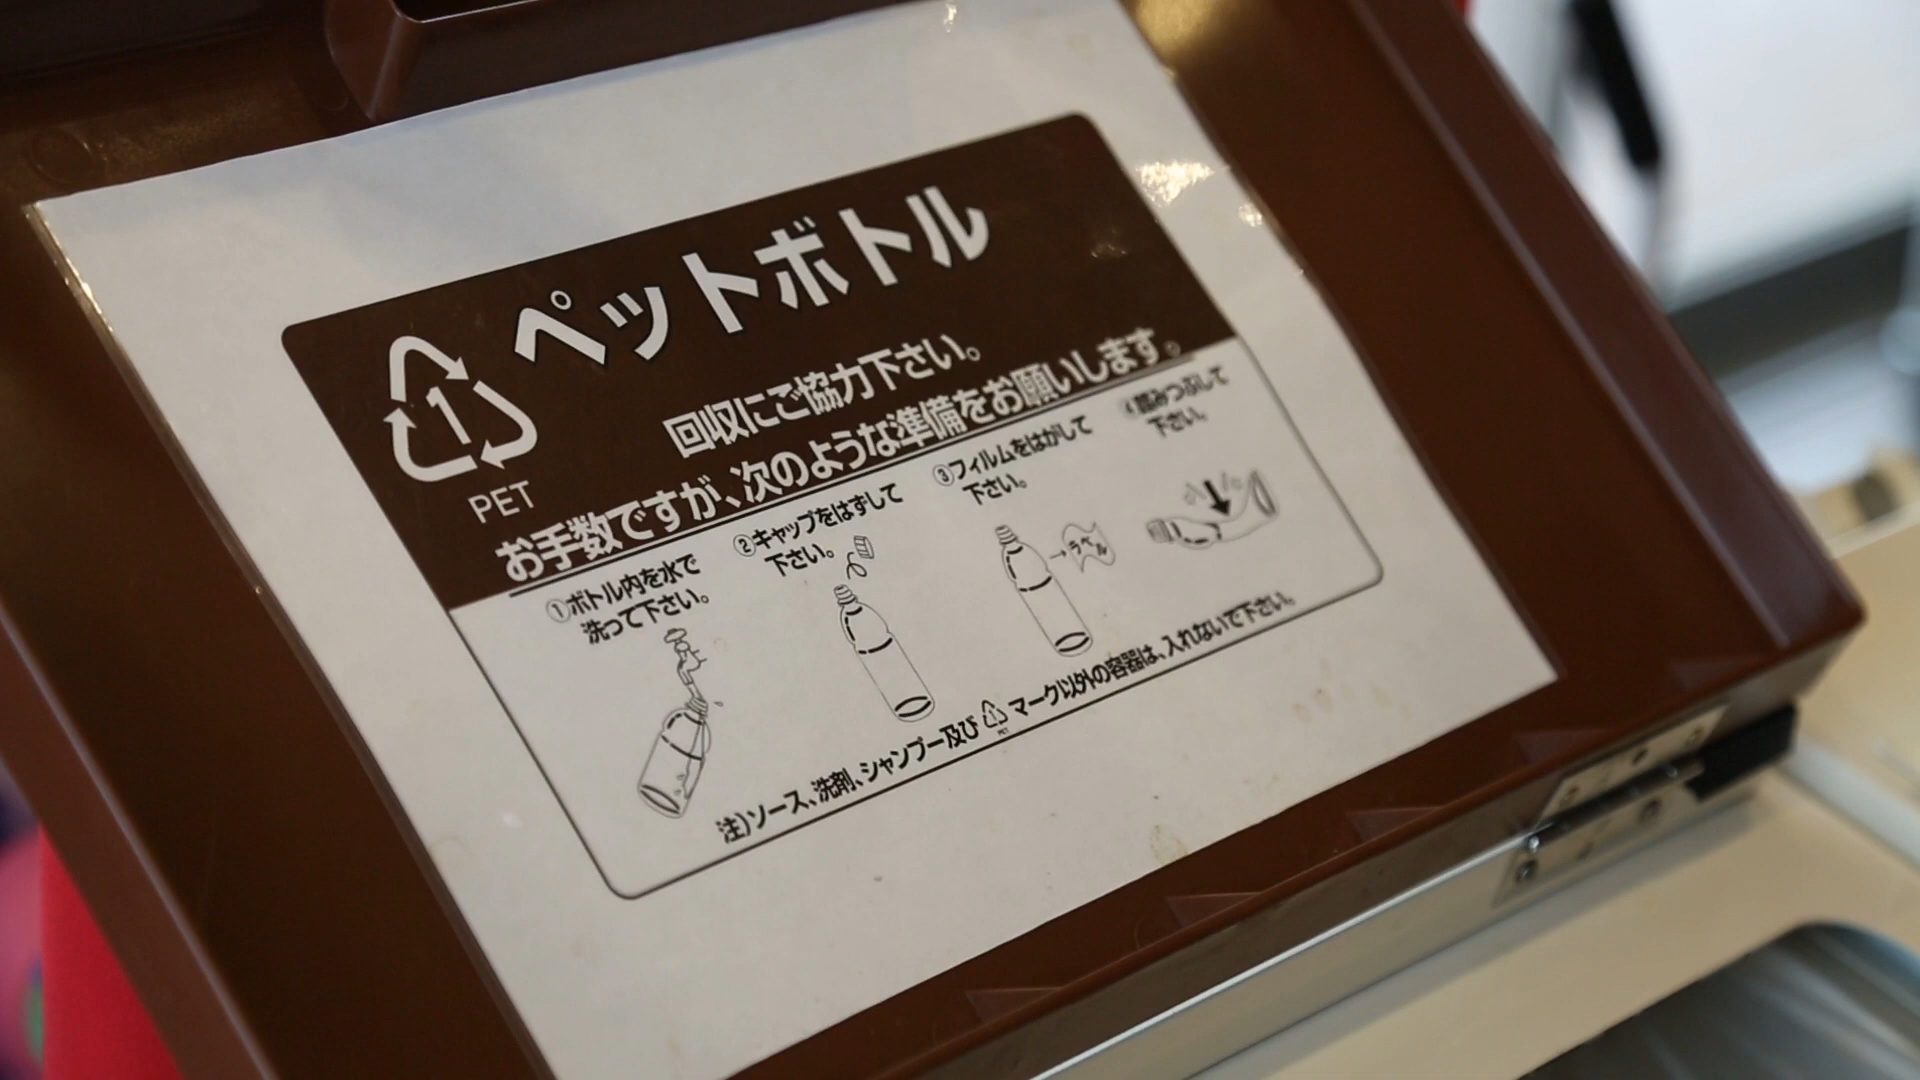 ペットボトル
1
PET
回収にご協力下さい。
お手数ですが、次のような準備をお願いします。
①ボトル内を水で
洗って下さい。
②キャップをはずして
下さい。
③フィルムをはがして
下さい。
④踏みつぶして
下さい。
ラベル
注)ソース、洗剤、シャンプー及び 1 PET マーク以外の容器は、入れないで下さい。